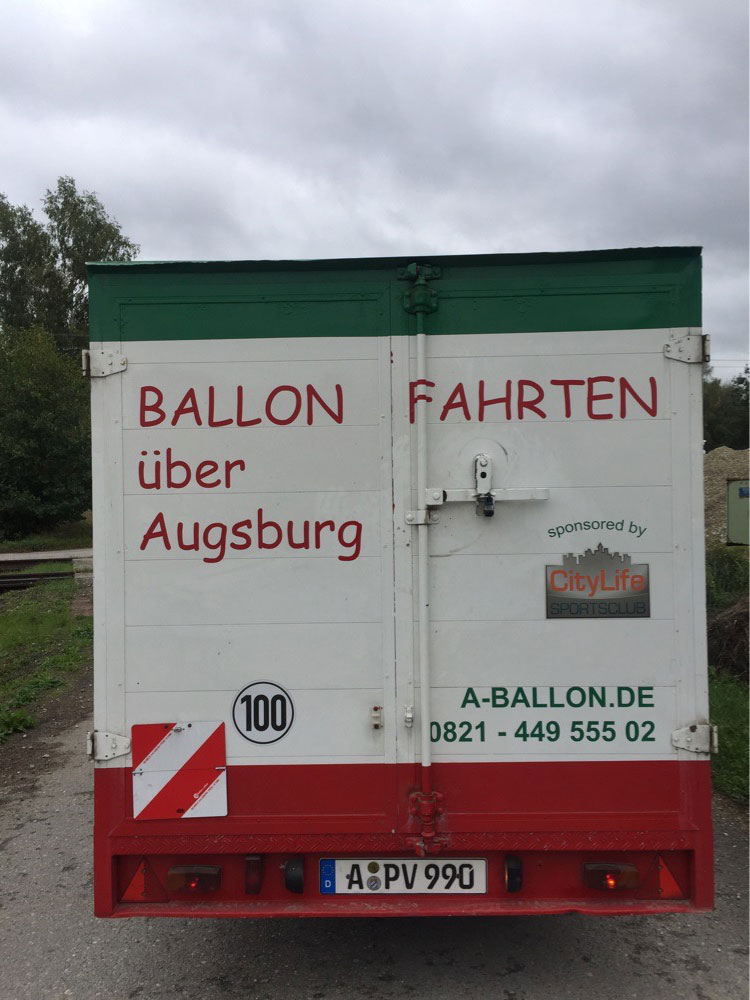 BALLON FAHRTEN
über
Augsburg
sponsored by
CityLife
SPORTSCLUB
100
A-BALLON.DE
0821 - 449 555 02
D A PV 990